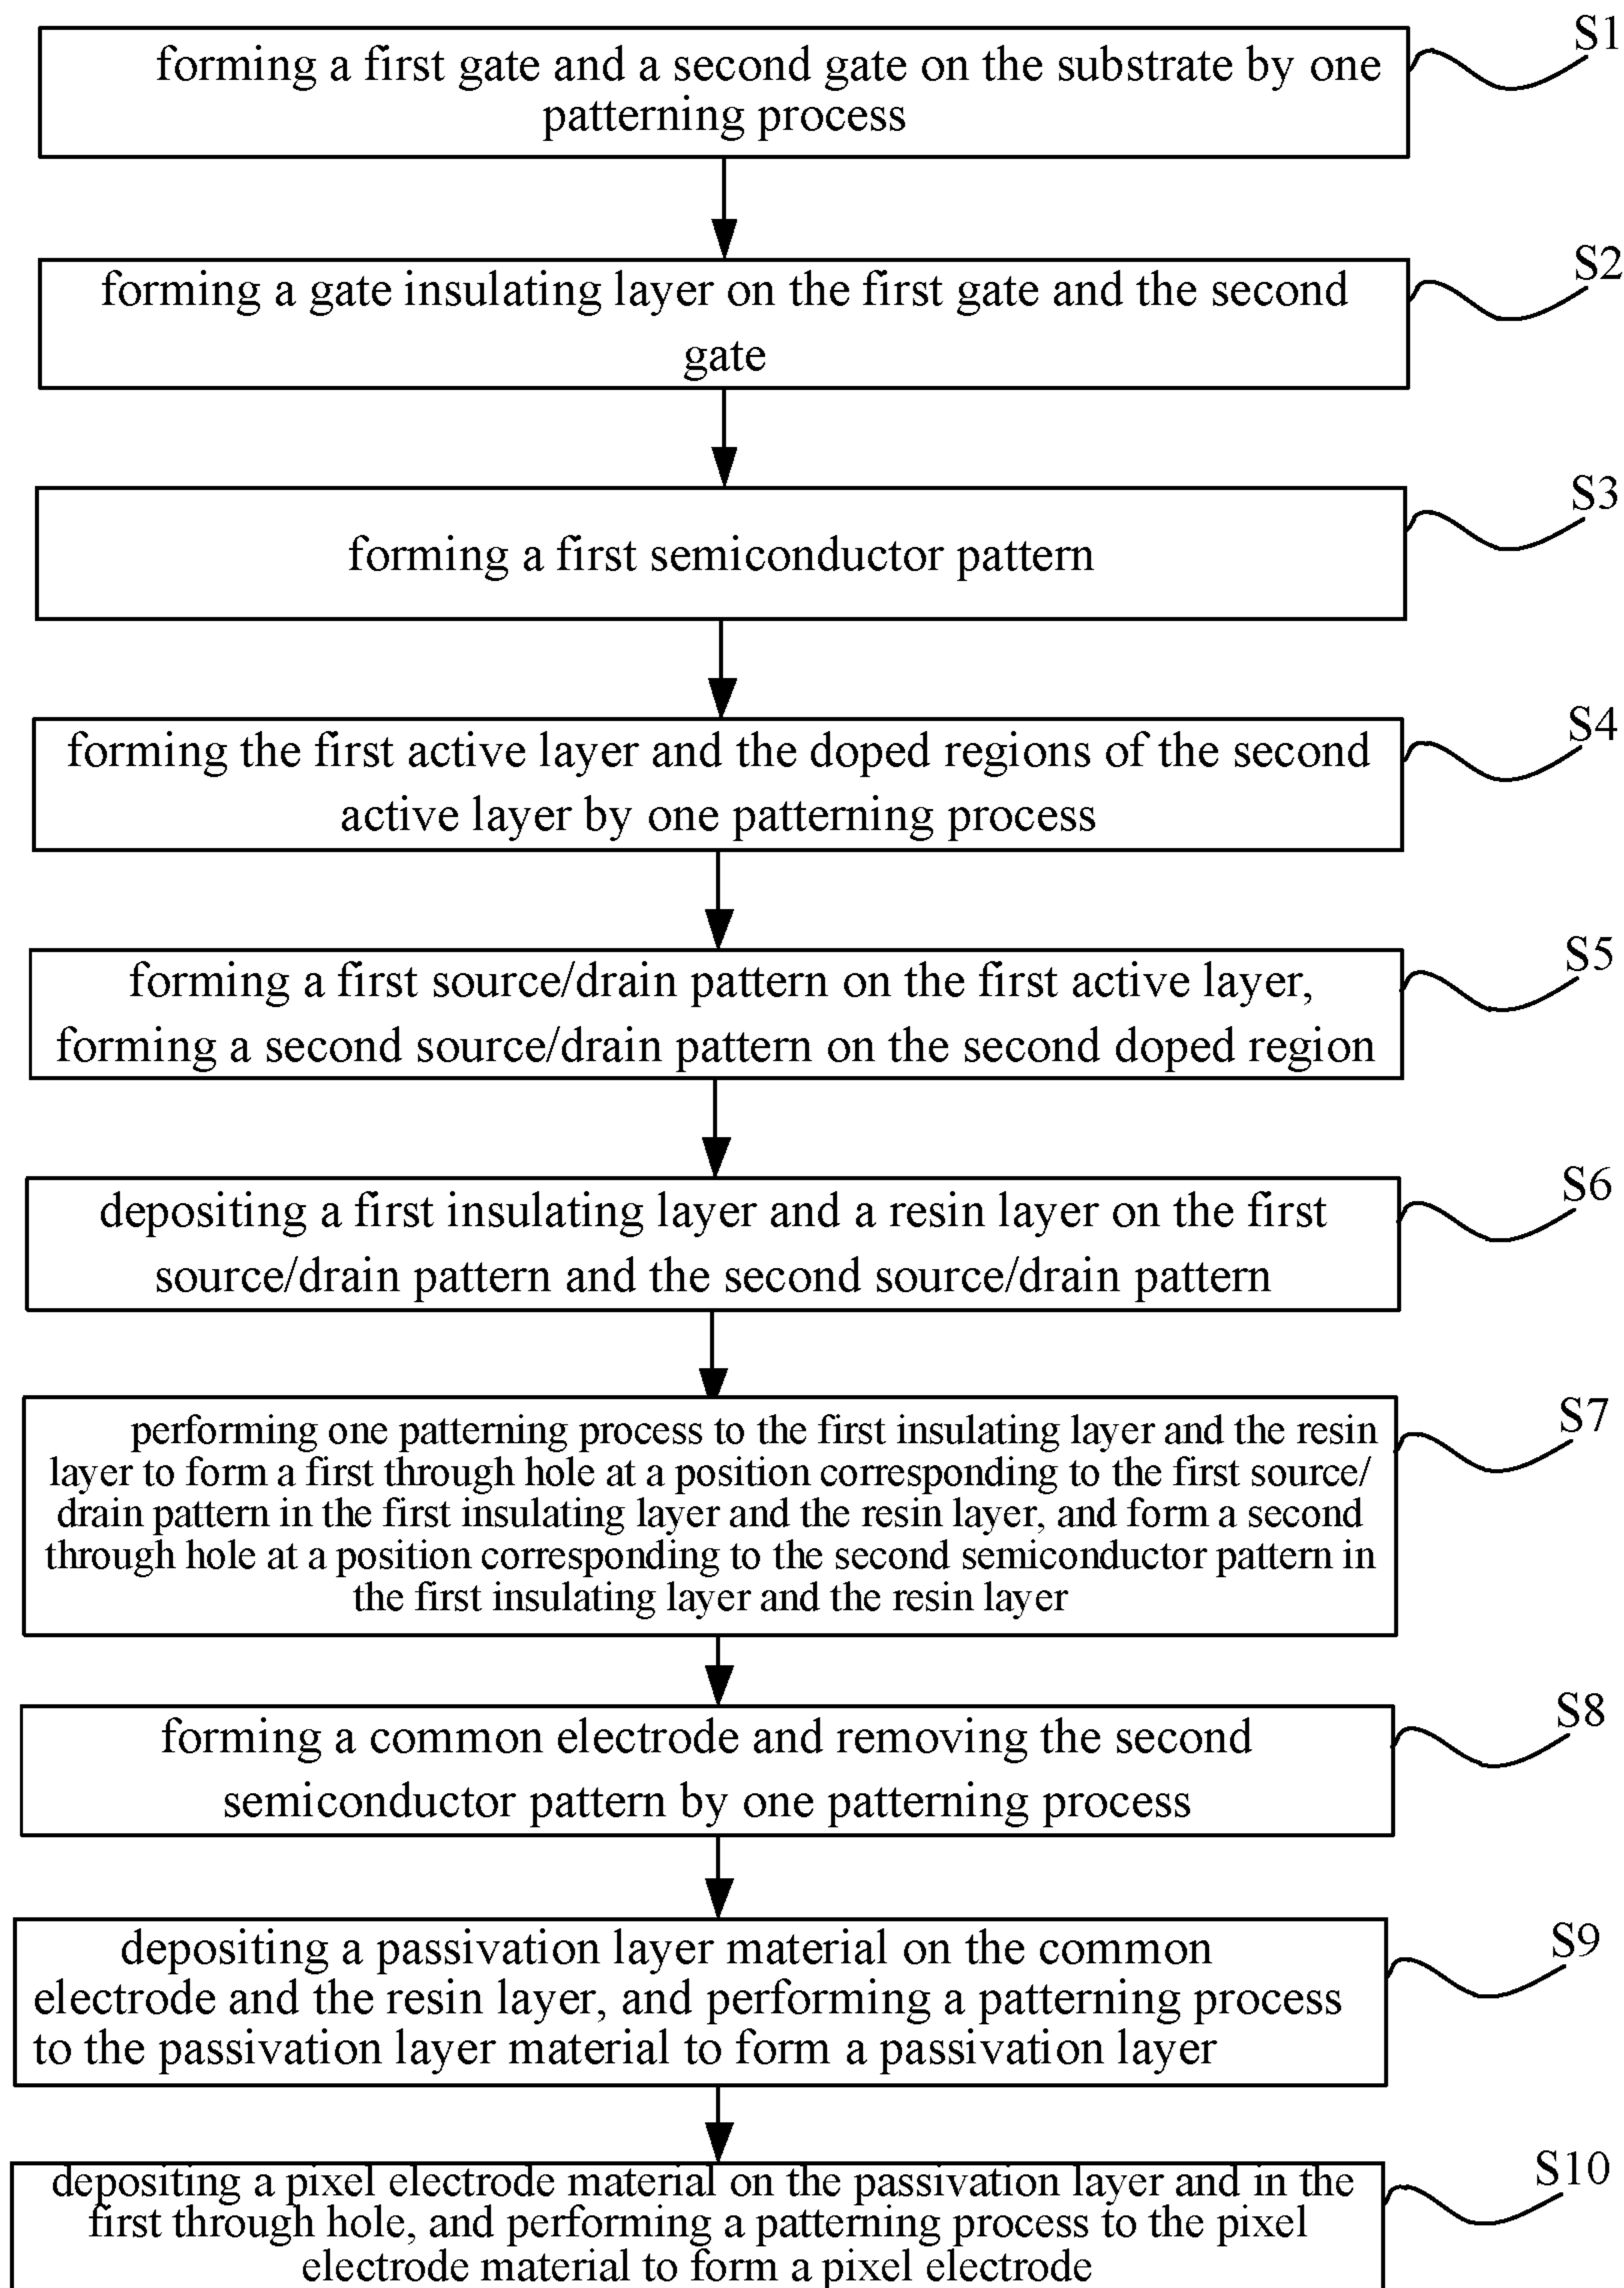 S1
forming a first gate and a second gate on the substrate by one
patterning process
S2
forming a gate insulating layer on the first gate and the second
gate
S3
forming a first semiconductor pattern
S4
forming the first active layer and the doped regions of the second
active layer by one patterning process
S5
forming a first source/drain pattern on the first active layer,
forming a second source/drain pattern on the second doped region
S6
depositing a first insulating layer and a resin layer on the first
source/drain pattern and the second source/drain pattern
S7
performing one patterning process to the first insulating layer and the resin
layer to form a first through hole at a position corresponding to the first source/
drain pattern in the first insulating layer and the resin layer, and form a second
through hole at a position corresponding to the second semiconductor pattern in
the first insulating layer and the resin layer
S8
forming a common electrode and removing the second
semiconductor pattern by one patterning process
S9
depositing a passivation layer material on the common
electrode and the resin layer, and performing a patterning process
to the passivation layer material to form a passivation layer
S10
depositing a pixel electrode material on the passivation layer and in the
first through hole, and performing a patterning process to the pixel
electrode material to form a pixel electrode